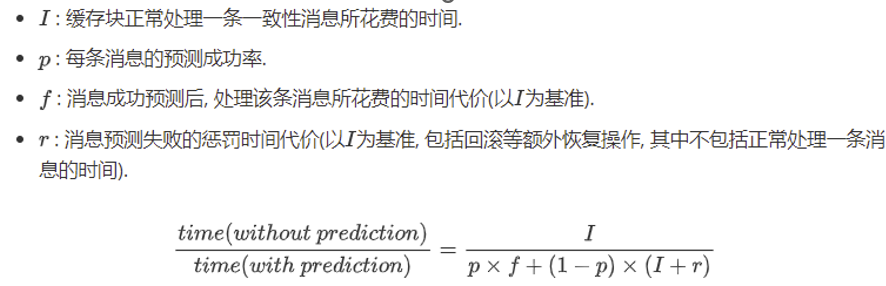 • I : 缓存块正常处理一条一致性消息所花费的时间.
• p : 每条消息的预测成功率.
• f : 消息成功预测后, 处理该条消息所花费的时间代价(以I为基准).
• r : 消息预测失败的惩罚时间代价(以I为基准, 包括回滚等额外恢复操作, 其中不包括正常处理一条消
息的时间).
time(without prediction)
time(with prediction)
=
I
p × f + (1 − p) × (I + r)